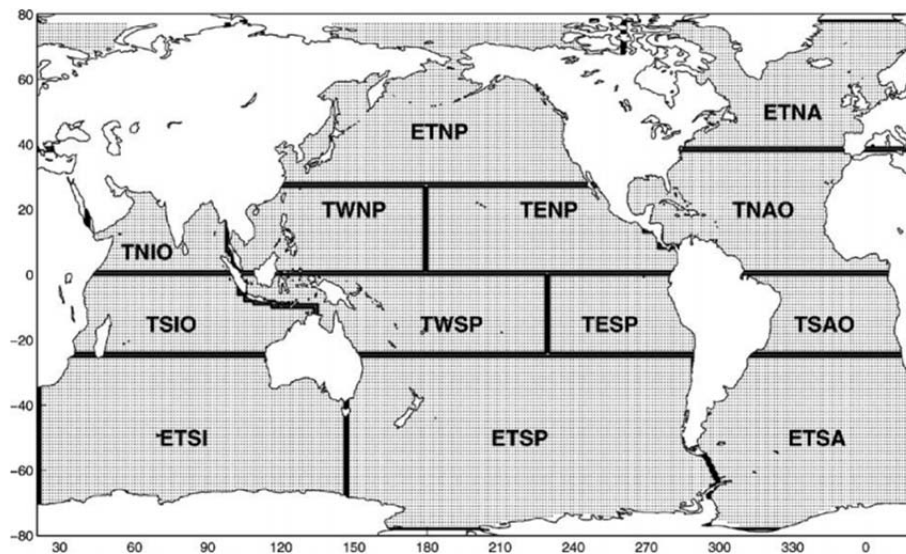 80
60
ETNP
ETNA
40
TWNP
TENP
TNAO
20
TNIO
0
TSIO
TWSP
TESP
TSAO
-20
-40
ETSI
ETSP
ETSA
-60
-80
30 60 90 120 150 180 210 240 260 300 330 0